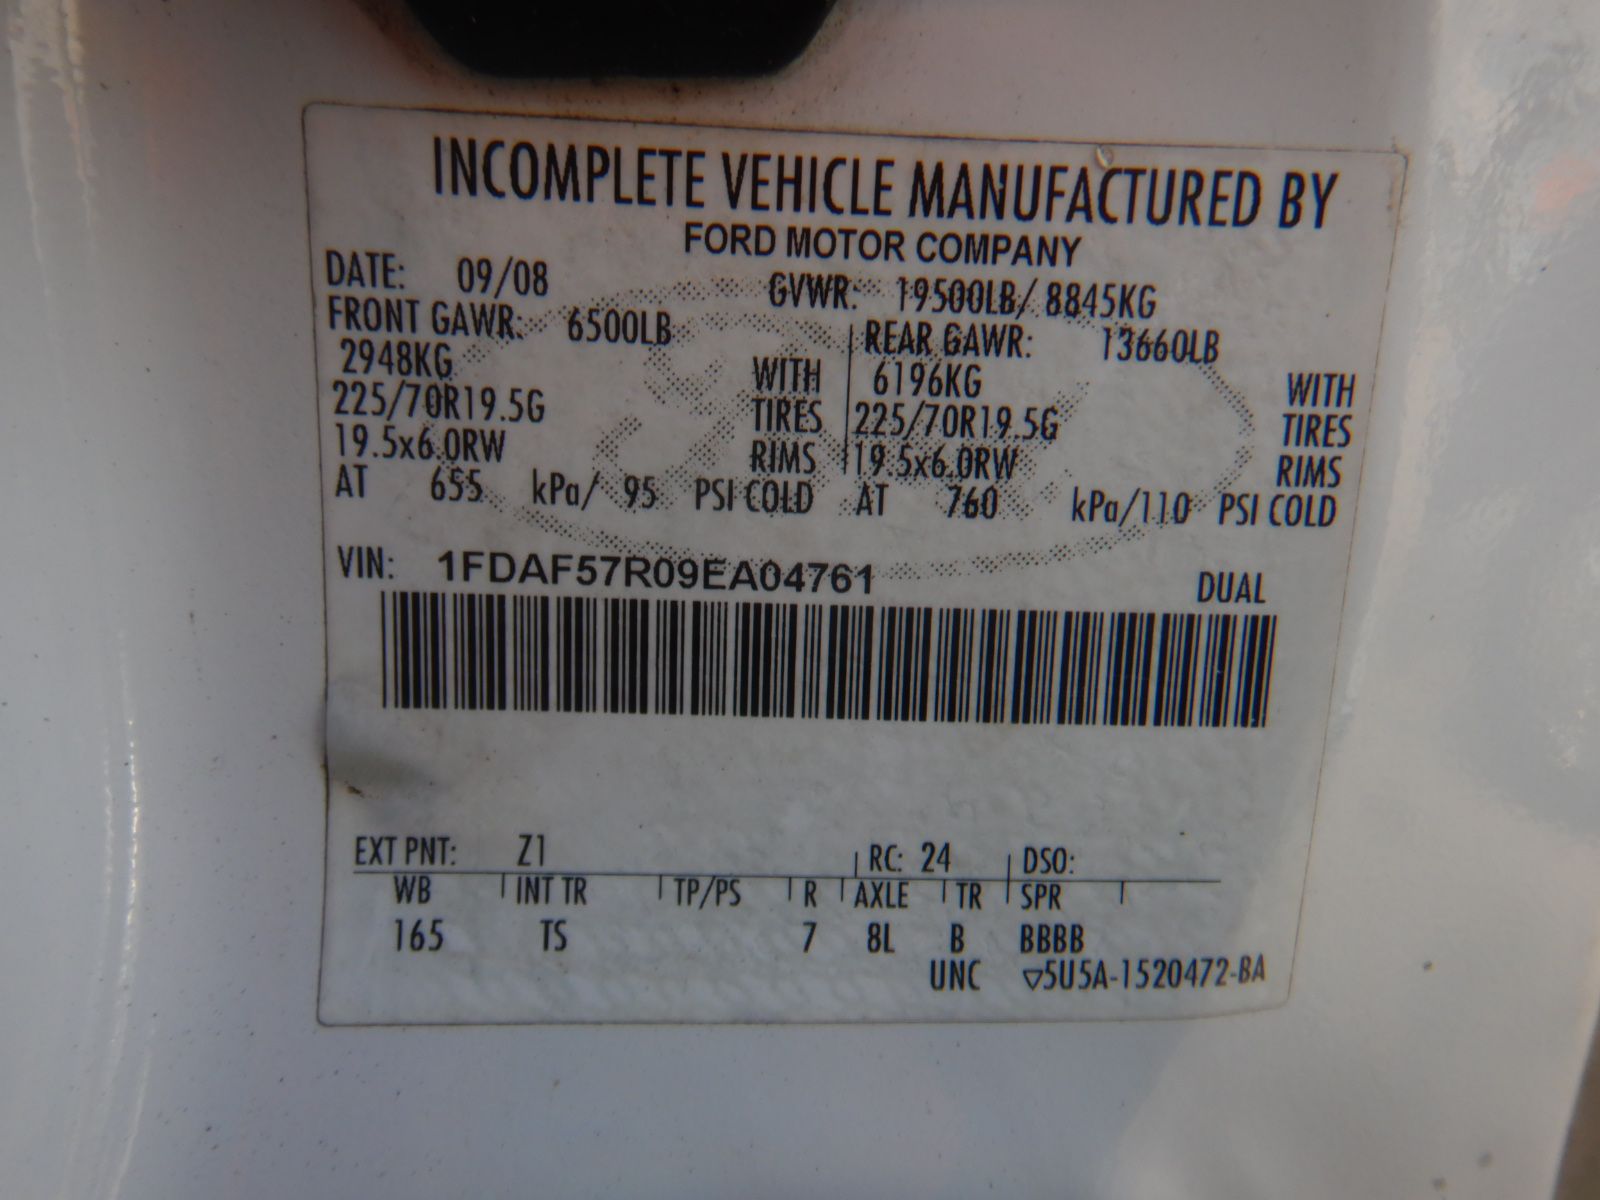 INCOMPLETE VEHICLE MANUFACTURED BY
FORD MOTOR COMPANY
DATE: 09/08 GVWR: 19500LB/ 8845KG
FRONT GAWR: 6500LB REAR GAWR: 13660LB
2948KG WITH 6196KG WITH
225/70R19.5G TIRES 225/70R19.5G TIRES
19.5x6.0RW RIMS 19.5x6.0RW RIMS
AT 655 kPa/ 95 PSI COLD AT 760 kPa/110 PSI COLD
VIN: 1FDAF57R09EA04761 DUAL
EXT PNT: Z1 RC: 24 DSO:
WB INT TR TP/PS R AXLE TR SPR
165 TS 7 8L B BBBB
UNC ▽5U5A-1520472-BA